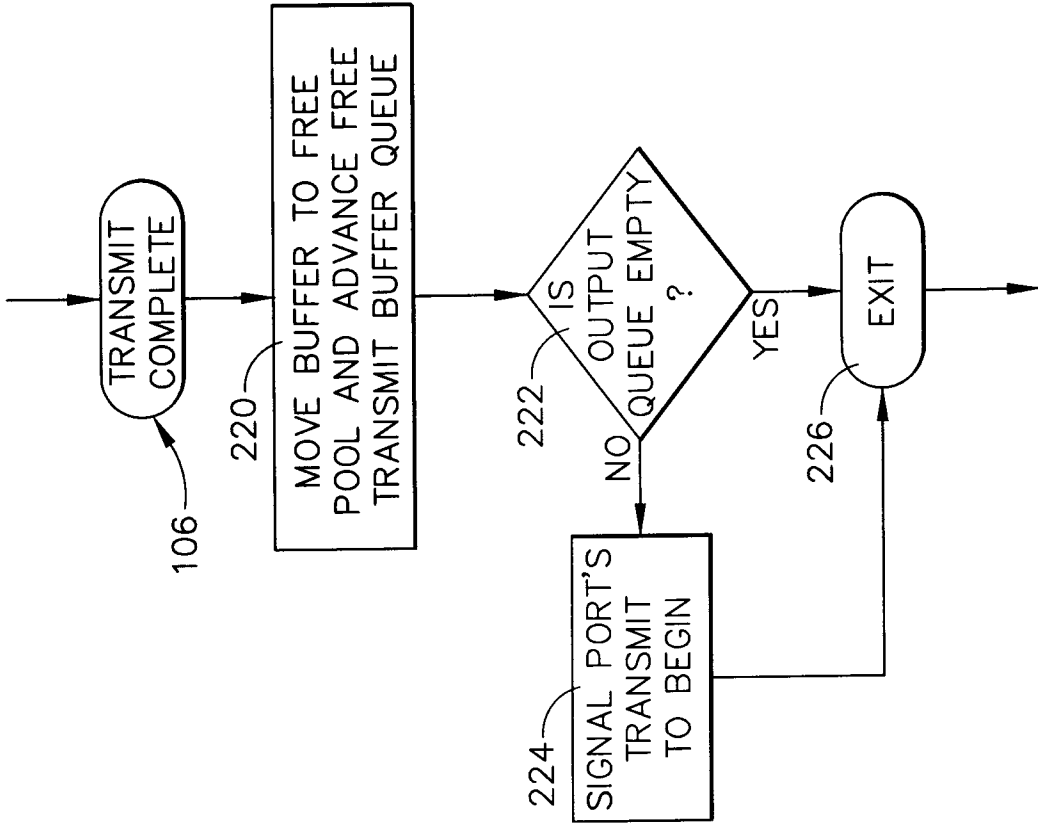 TRANSMIT
COMPLETE
106
220
MOVE BUFFER TO FREE
POOL AND ADVANCE FREE
TRANSMIT BUFFER QUEUE
222
IS
OUTPUT
QUEUE EMPTY
?
NO
YES
224
SIGNAL PORT'S
TRANSMIT
TO BEGIN
226
EXIT